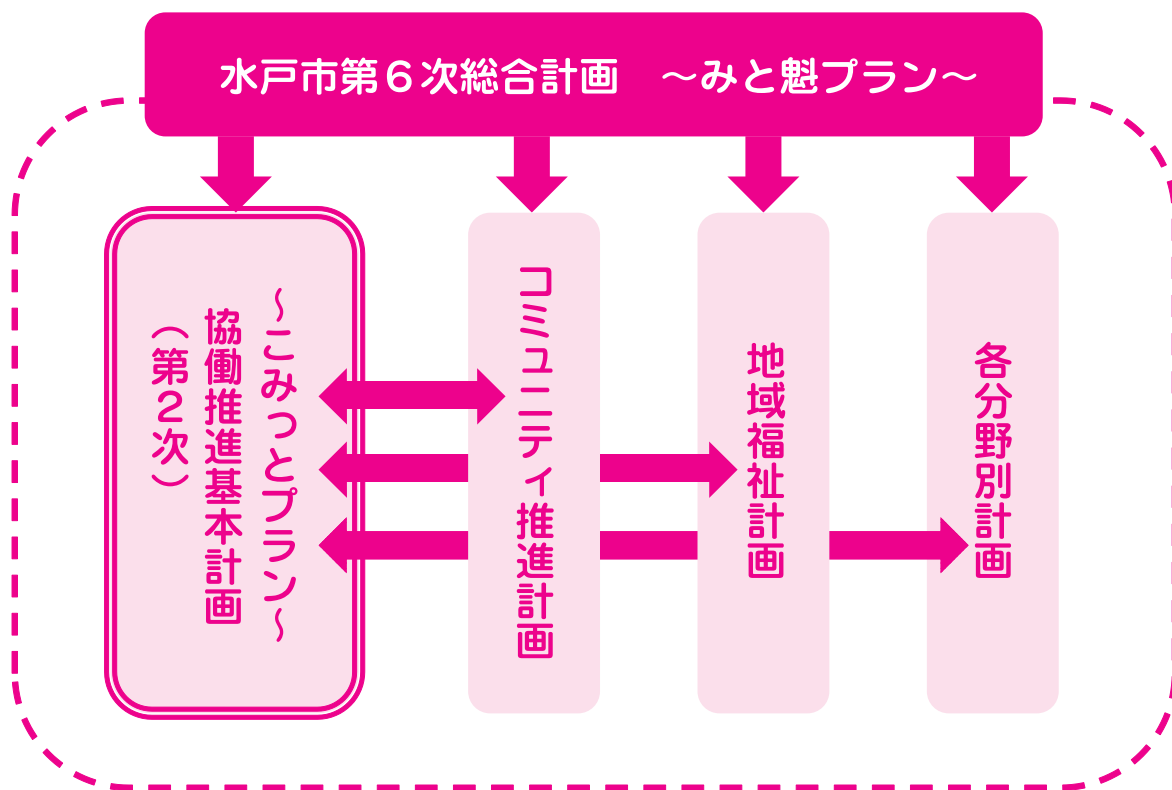 水戸市第６次総合計画　～みと魁プラン～
～こみっとプラン～
協働推進基本計画
（第２次）
コミュニティ推進計画
地域福祉計画
各分野別計画